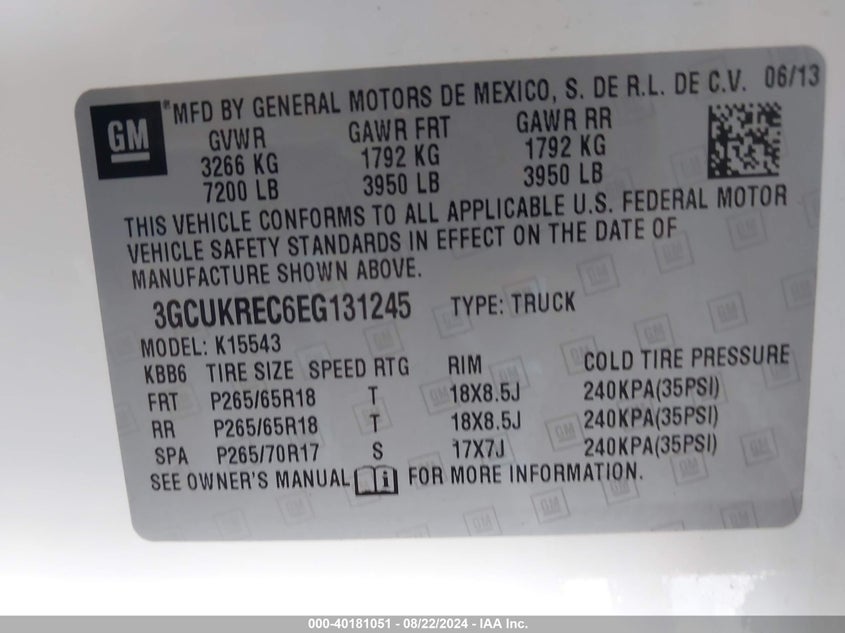 GM ®MFD BY GENERAL MOTORS DE MEXICO, S. DE R.L. DE C.V. 06/13
GVWR GAWR FRT GAWR RR
3266 KG 1792 KG 1792 KG
7200 LB 3950 LB 3950 LB
THIS VEHICLE CONFORMS TO ALL APPLICABLE U.S. FEDERAL MOTOR
VEHICLE SAFETY STANDARDS IN EFFECT ON THE DATE OF
MANUFACTURE SHOWN ABOVE.
3GCUKREC6EG131245 TYPE: TRUCK
MODEL: K15543
KBB6 TIRE SIZE SPEED RTG RIM COLD TIRE PRESSURE
FRT P265/65R18 T 18X8.5J 240KPA(35PSI)
RR P265/65R18 T 18X8.5J 240KPA(35PSI)
SPA P265/70R17 S 17X7J 240KPA(35PSI)
SEE OWNER'S MANUAL i FOR MORE INFORMATION.
000-40181051 - 08/22/2024 - IAA Inc.